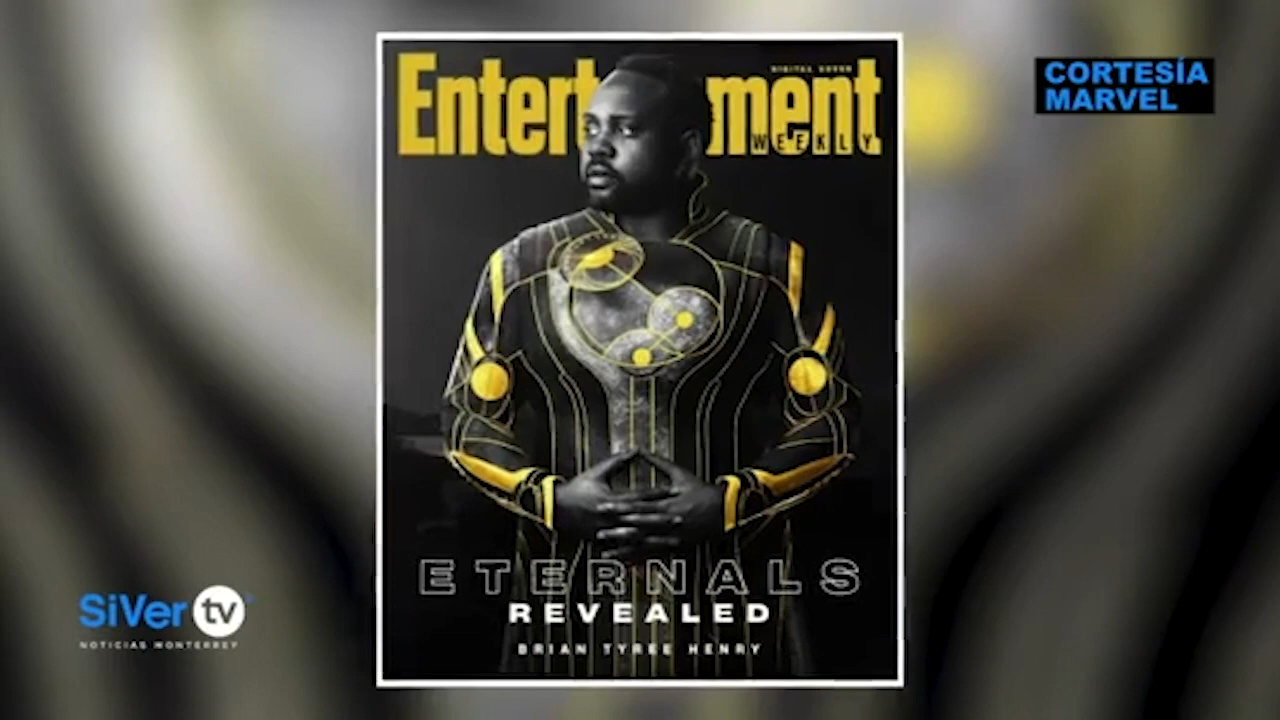 Entertainment
DIGITAL COVER
WEEKLY
CORTESÍA
MARVEL
ETERNALS
REVEALED
BRIAN TYREE HENRY
SiVer tv
NOTICIAS MONTERREY